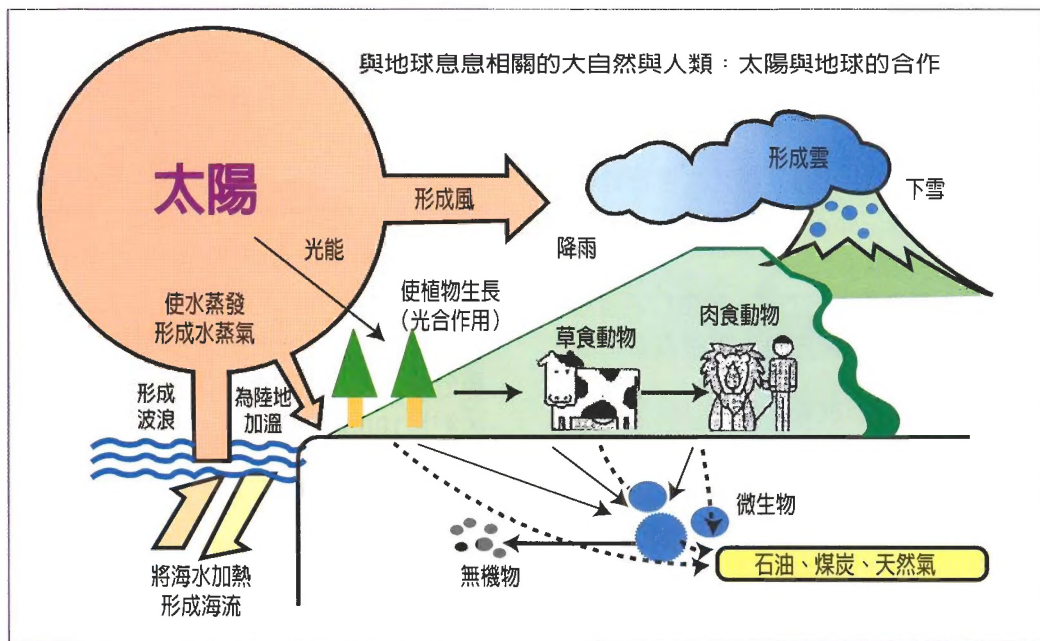 與地球息息相關的大自然與人類：太陽與地球的合作
太陽
形成風
形成雲
下雪
光能
降雨
使水蒸發
形成水蒸氣
使植物生長
（光合作用）
草食動物
肉食動物
形成
波浪
為陸地
加溫
微生物
無機物
石油、煤炭、天然氣
將海水加熱
形成海流